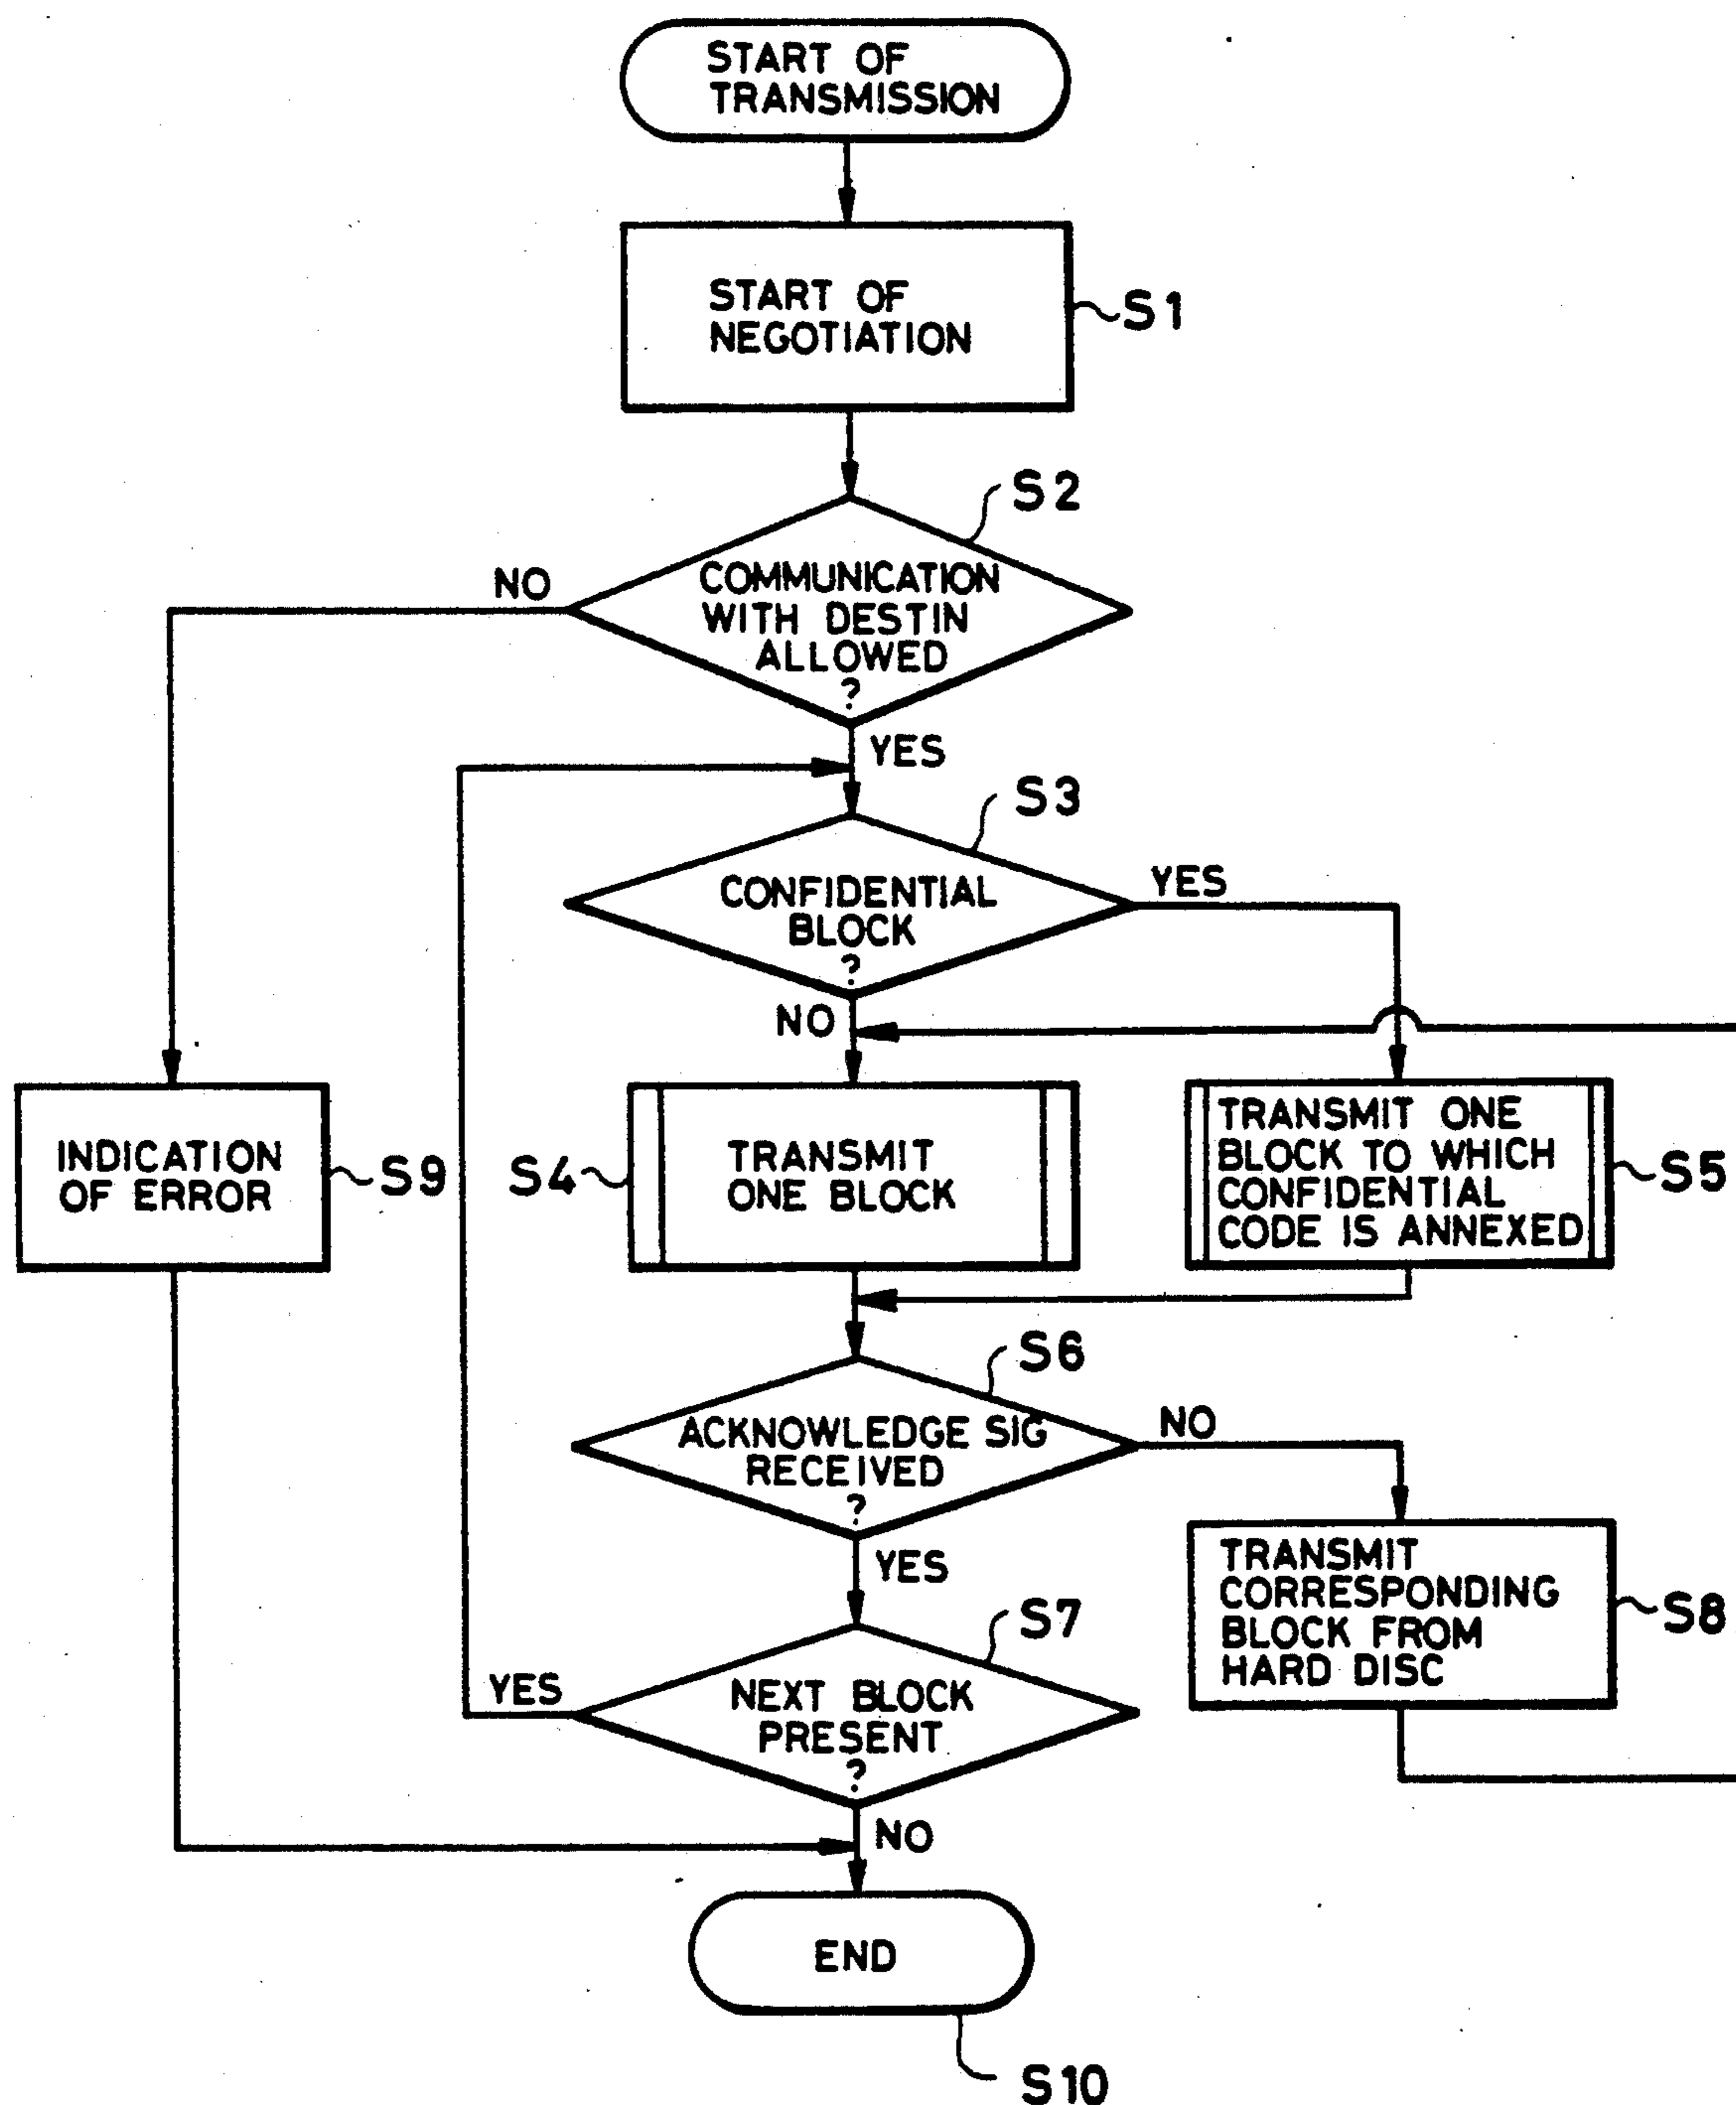 START OF
TRANSMISSION
START OF
NEGOTIATION
S1
S2
NO
COMMUNICATION
WITH DESTIN
ALLOWED
?
YES
S3
CONFIDENTIAL
BLOCK
?
YES
NO
INDICATION
OF ERROR
S9
S4
TRANSMIT
ONE BLOCK
TRANSMIT ONE
BLOCK TO WHICH
CONFIDENTIAL
CODE IS ANNEXED
S5
S6
ACKNOWLEDGE SIG
RECEIVED
?
NO
YES
TRANSMIT
CORRESPONDING
BLOCK FROM
HARD DISC
S8
S7
YES
NEXT BLOCK
PRESENT
?
NO
END
S10